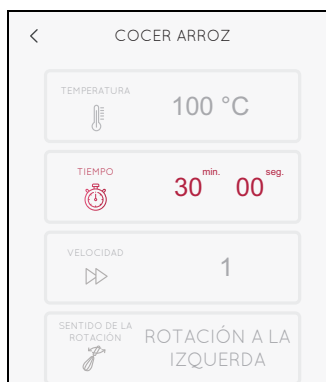 COCER ARROZ
TEMPERATURA
100 °C
TIEMPO
30 min. 00 seg.
VELOCIDAD
1
SENTIDO DE LA
ROTACIÓN
ROTACIÓN A LA
IZQUERDA